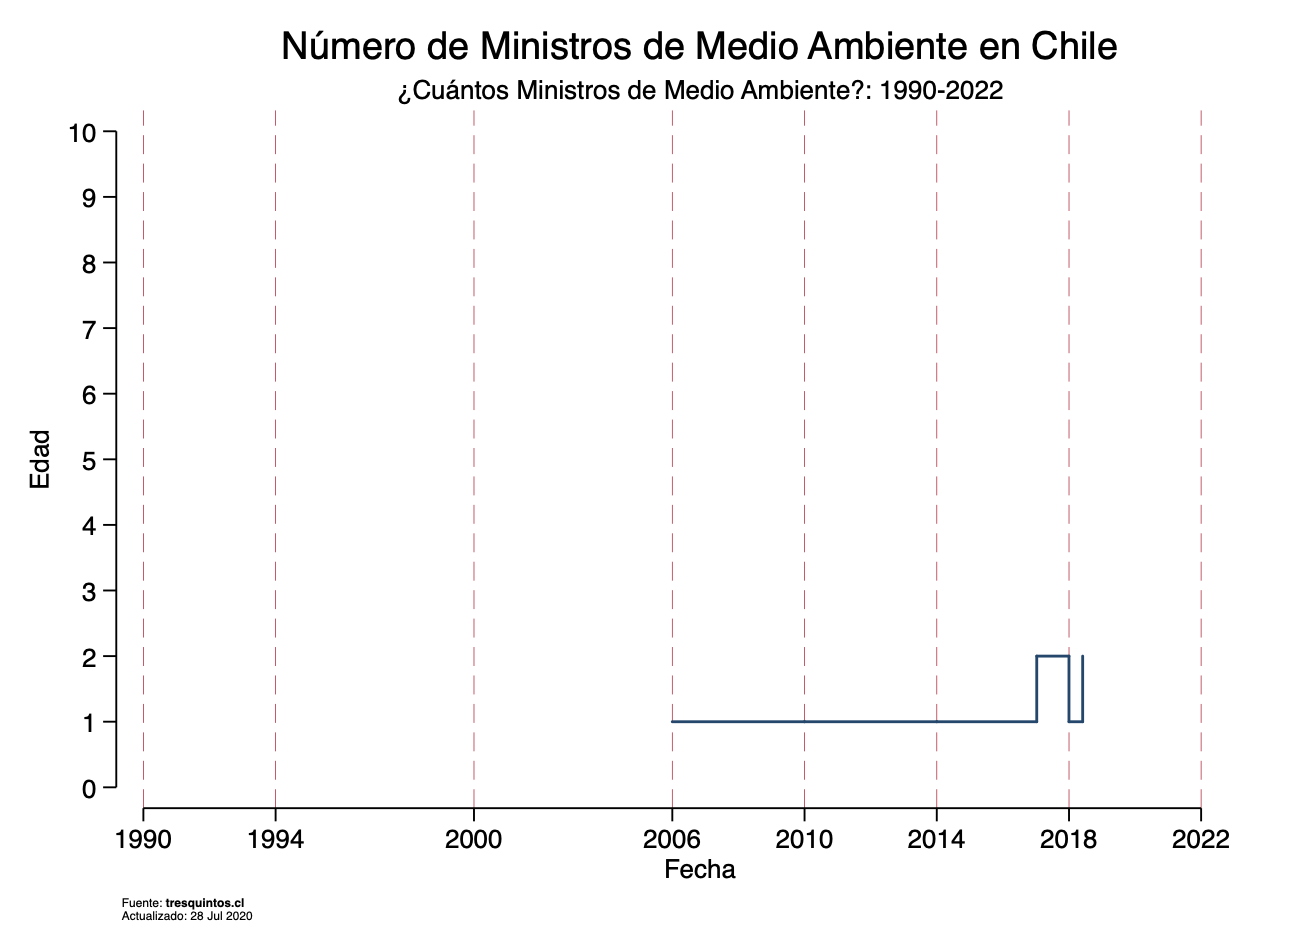 Número de Ministros de Medio Ambiente en Chile
¿Cuántos Ministros de Medio Ambiente?: 1990-2022
10
9
8
7
6
5
4
3
2
1
0
Edad
1990 1994 2000 2006 2010 2014 2018 2022
Fecha
Fuente: tresquintos.cl
Actualizado: 28 Jul 2020